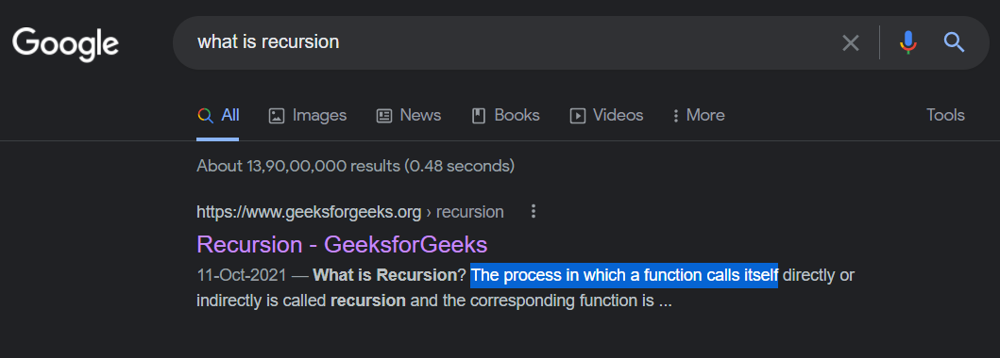 Google
what is recursion
All Images News Books Videos More Tools
About 13,90,00,000 results (0.48 seconds)
https://www.geeksforgeeks.org › recursion
Recursion - GeeksforGeeks
11-Oct-2021 — What is Recursion? The process in which a function calls itself directly or
indirectly is called recursion and the corresponding function is ...